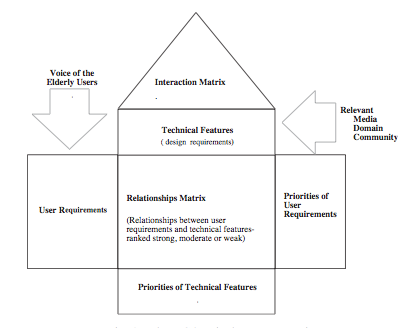 Interaction Matrix
Voice of the
Elderly Users
Relevant
Media
Domain
Community
Technical Features
( design requirements)
User Requirements
Relationships Matrix
(Relationships between user
requirements and technical features-
ranked strong, moderate or weak)
Priorities of
User
Requirements
Priorities of Technical Features